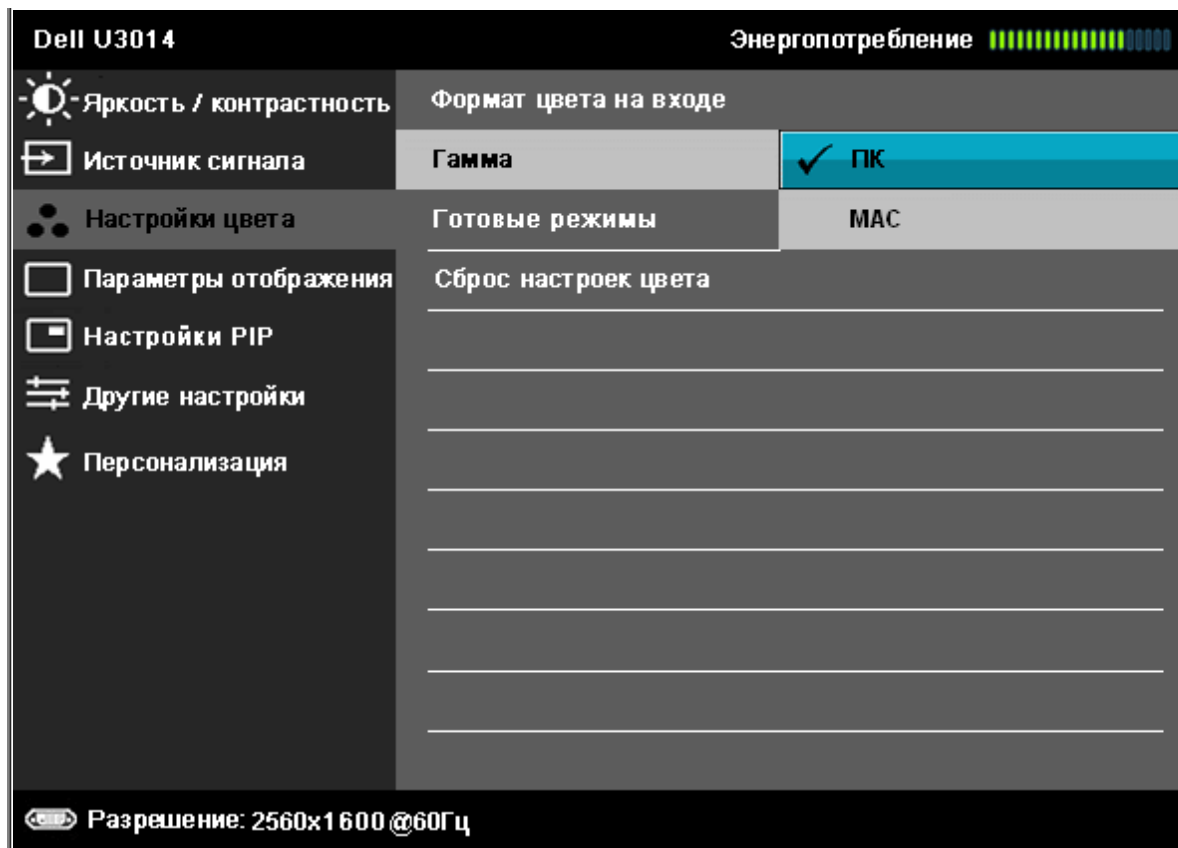 Dell U3014
Энергопотребление
Яркость / контрастность
Формат цвета на входе
Источник сигнала
Гамма
ПК
Настройки цвета
Готовые режимы
MAC
Параметры отображения
Сброс настроек цвета
Настройки PIP
Другие настройки
Персонализация
Разрешение: 2560x1600@60Гц